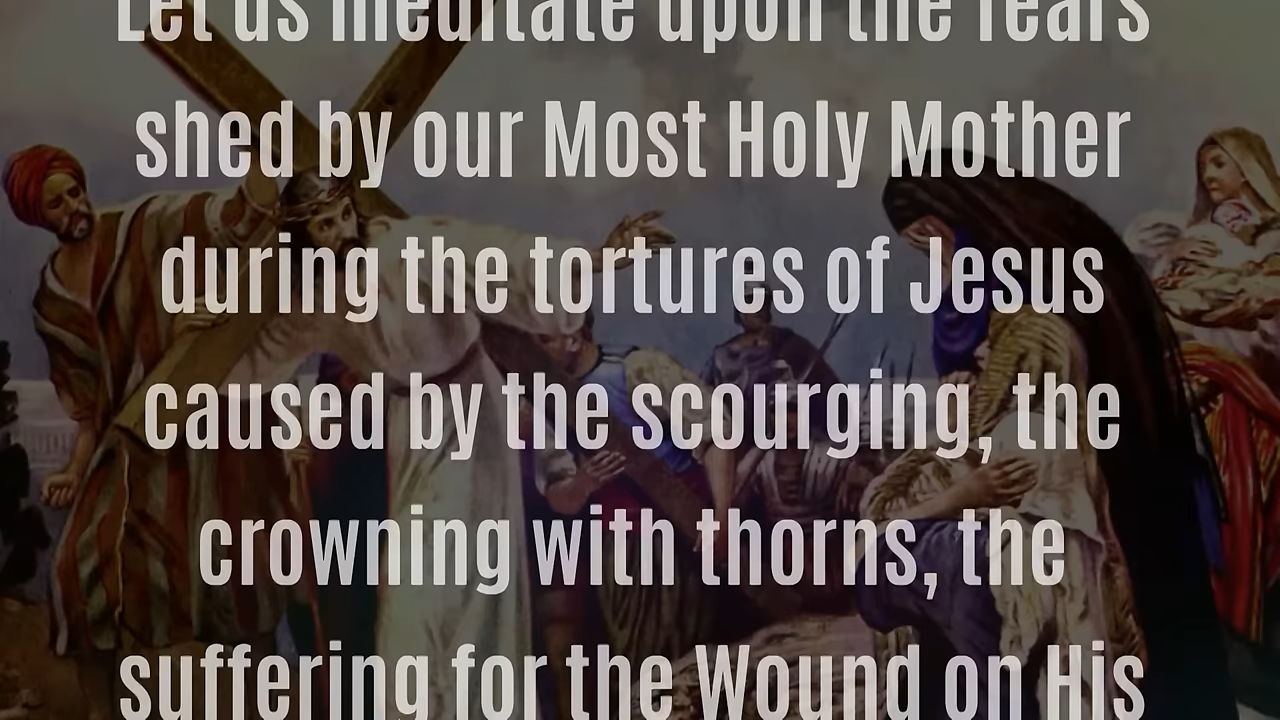 Let us meditate upon the Tears
shed by our Most Holy Mother
during the tortures of Jesus
caused by the scourging, the
crowning with thorns, the
suffering for the Wound on His